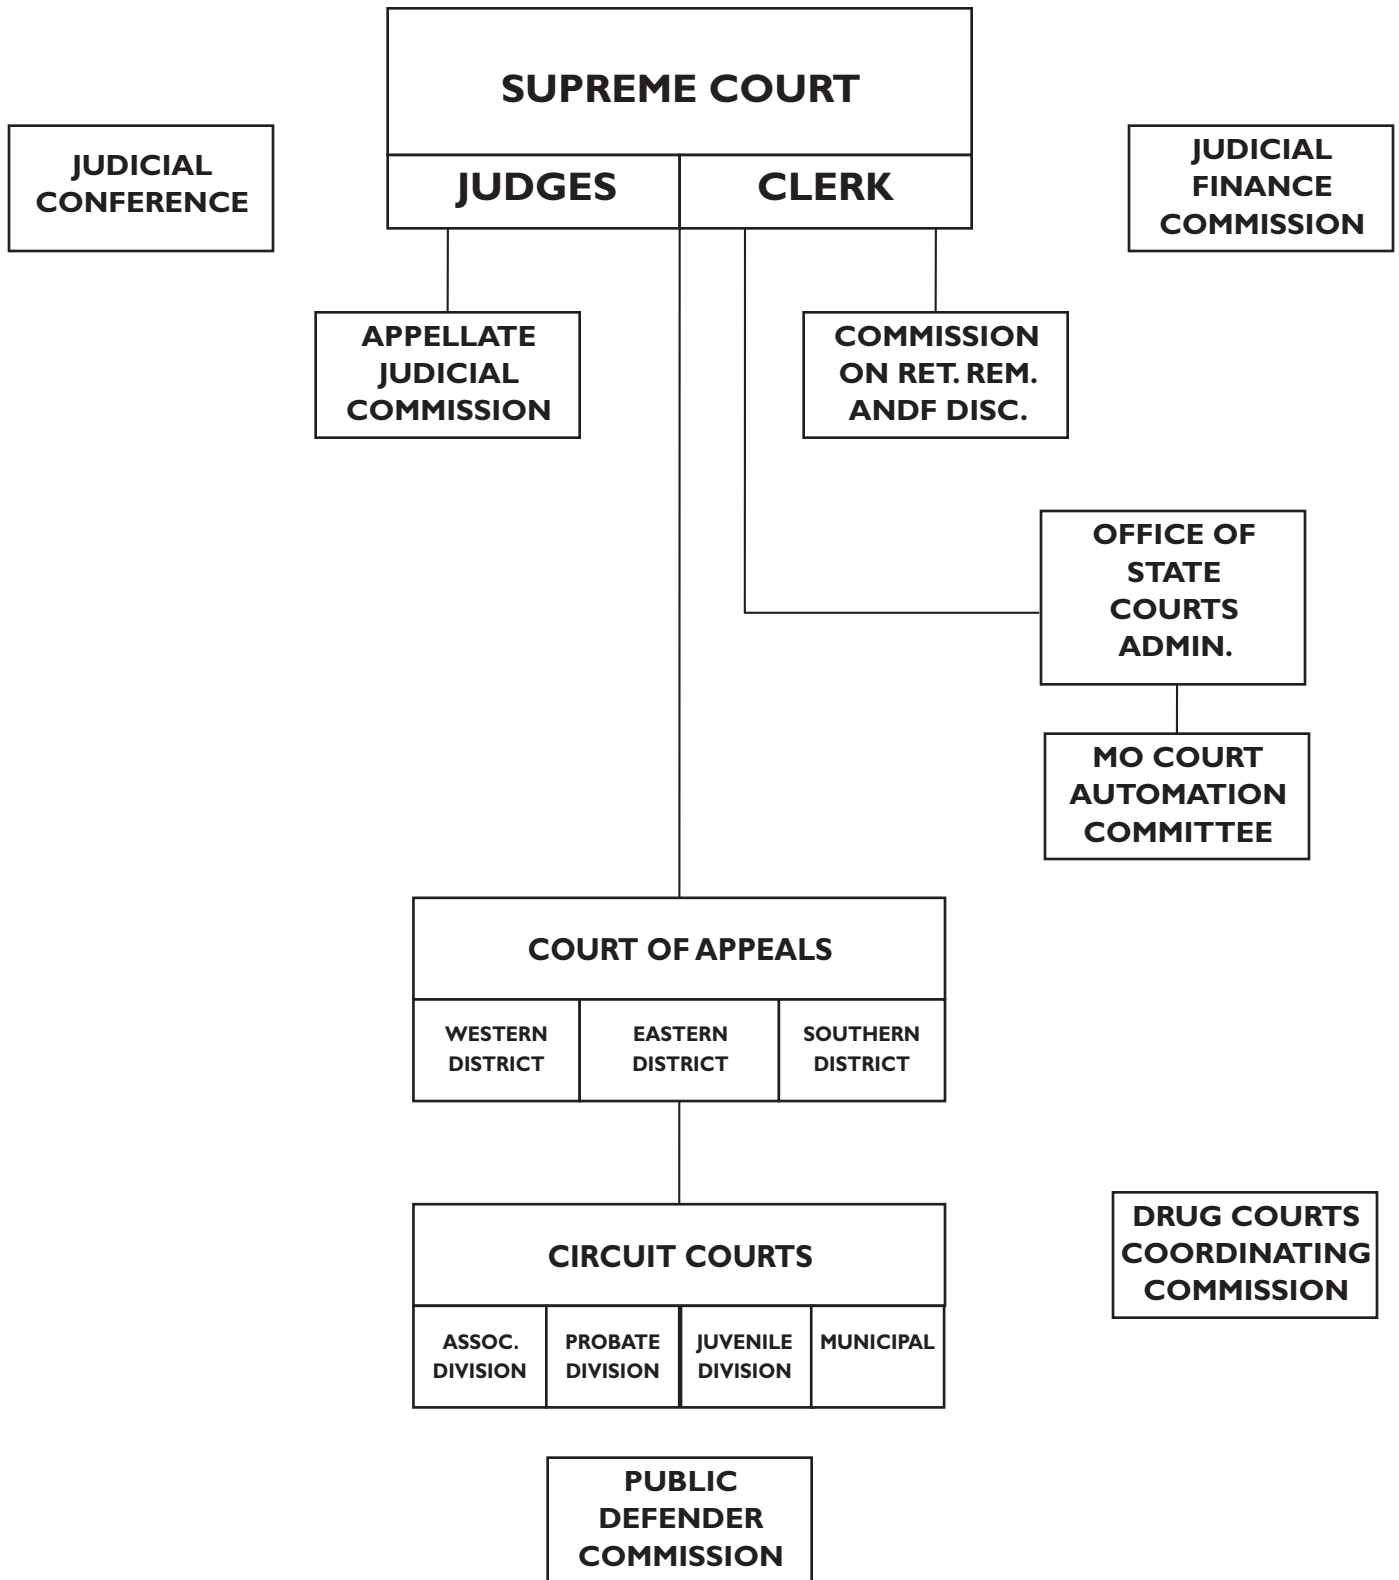 SUPREME COURT
JUDGES
CLERK
JUDICIAL
CONFERENCE
JUDICIAL
FINANCE
COMMISSION
APPELLATE
JUDICIAL
COMMISSION
COMMISSION
ON RET. REM.
ANDF DISC.
OFFICE OF
STATE
COURTS
ADMIN.
MO COURT
AUTOMATION
COMMITTEE
COURT OF APPEALS
WESTERN
DISTRICT
EASTERN
DISTRICT
SOUTHERN
DISTRICT
CIRCUIT COURTS
ASSOC.
DIVISION
PROBATE
DIVISION
JUVENILE
DIVISION
MUNICIPAL
DRUG COURTS
COORDINATING
COMMISSION
PUBLIC
DEFENDER
COMMISSION